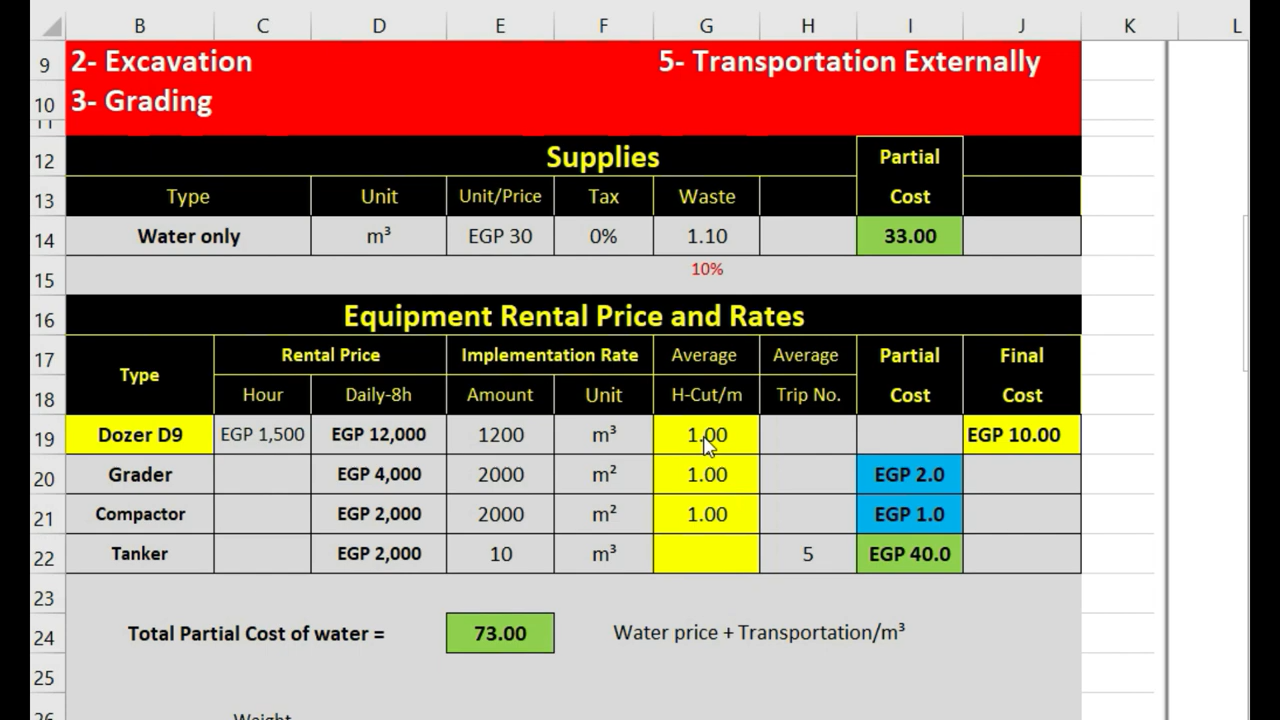 B C D E F G H I J K L
9 2- Excavation 5- Transportation Externally
10 3- Grading
11
12 Supplies Partial
13 Type Unit Unit/Price Tax Waste Cost
14 Water only m³ EGP 30 0% 1.10 33.00
15 10%
16 Equipment Rental Price and Rates
17 Type Rental Price Implementation Rate Average Average Partial Final
18 Hour Daily-8h Amount Unit H-Cut/m Trip No. Cost Cost
19 Dozer D9 EGP 1,500 EGP 12,000 1200 m³ 1.00 EGP 10.00
20 Grader EGP 4,000 2000 m² 1.00 EGP 2.0
21 Compactor EGP 2,000 2000 m² 1.00 EGP 1.0
22 Tanker EGP 2,000 10 m³ 5 EGP 40.0
23
24 Total Partial Cost of water = 73.00 Water price + Transportation/m³
25
26 Weight